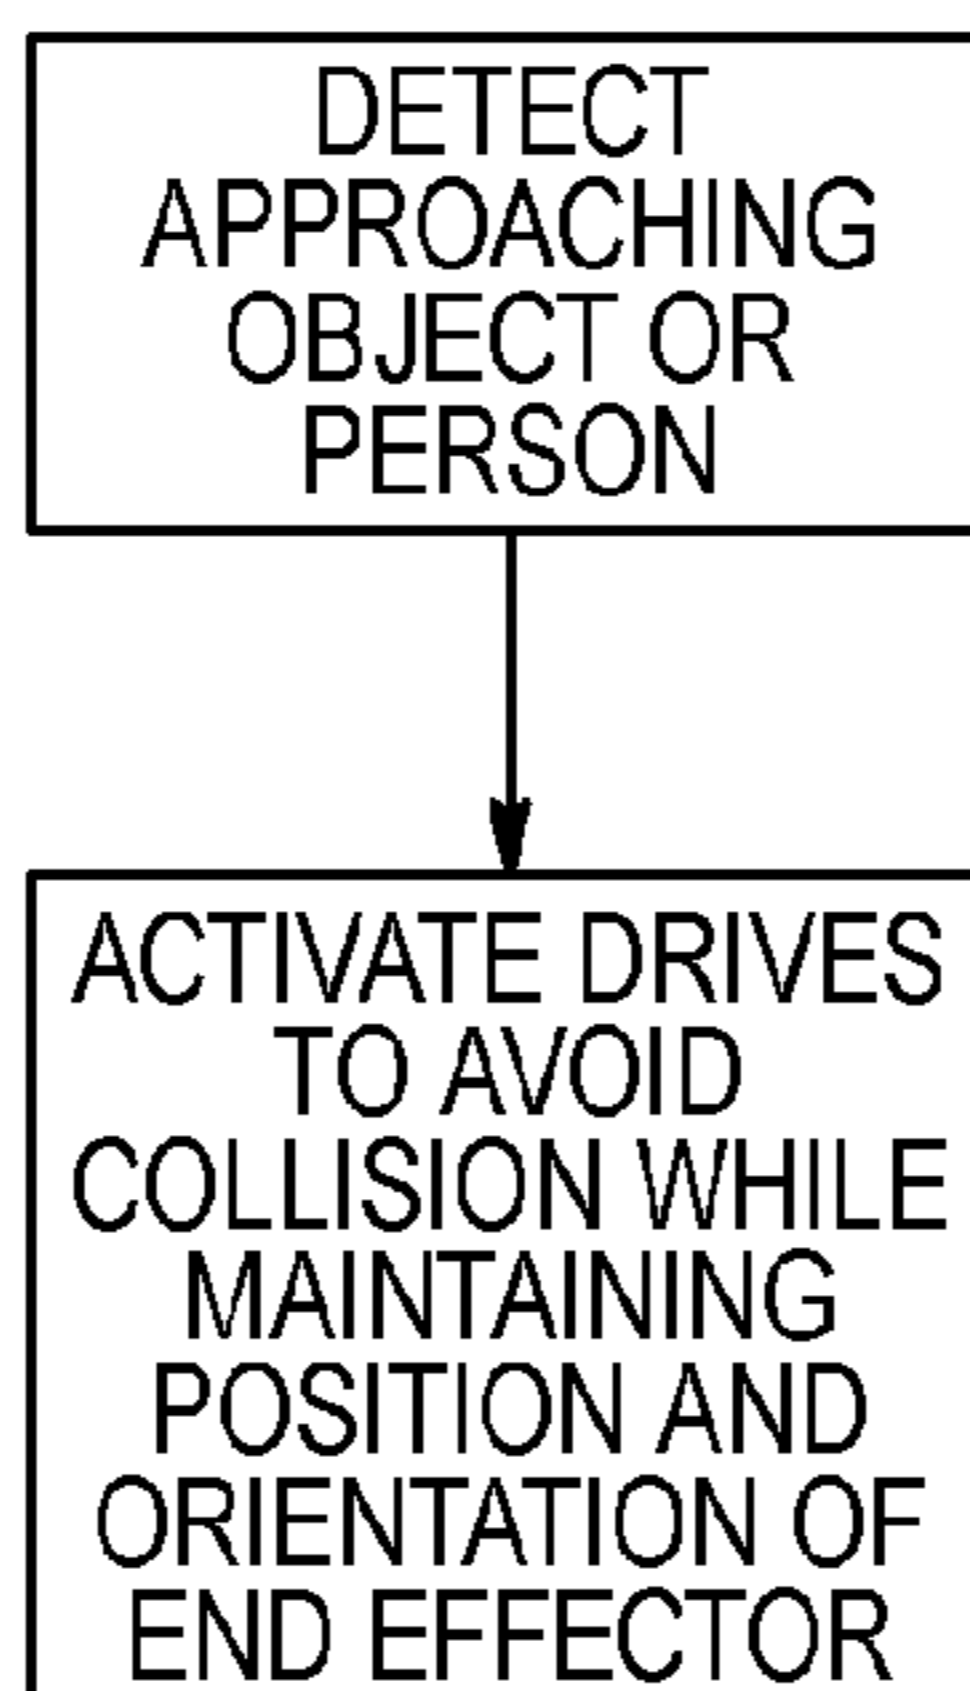 DETECT
APPROACHING
OBJECT OR
PERSON
ACTIVATE DRIVES
TO AVOID
COLLISION WHILE
MAINTAINING
POSITION AND
ORIENTATION OF
END EFFECTOR